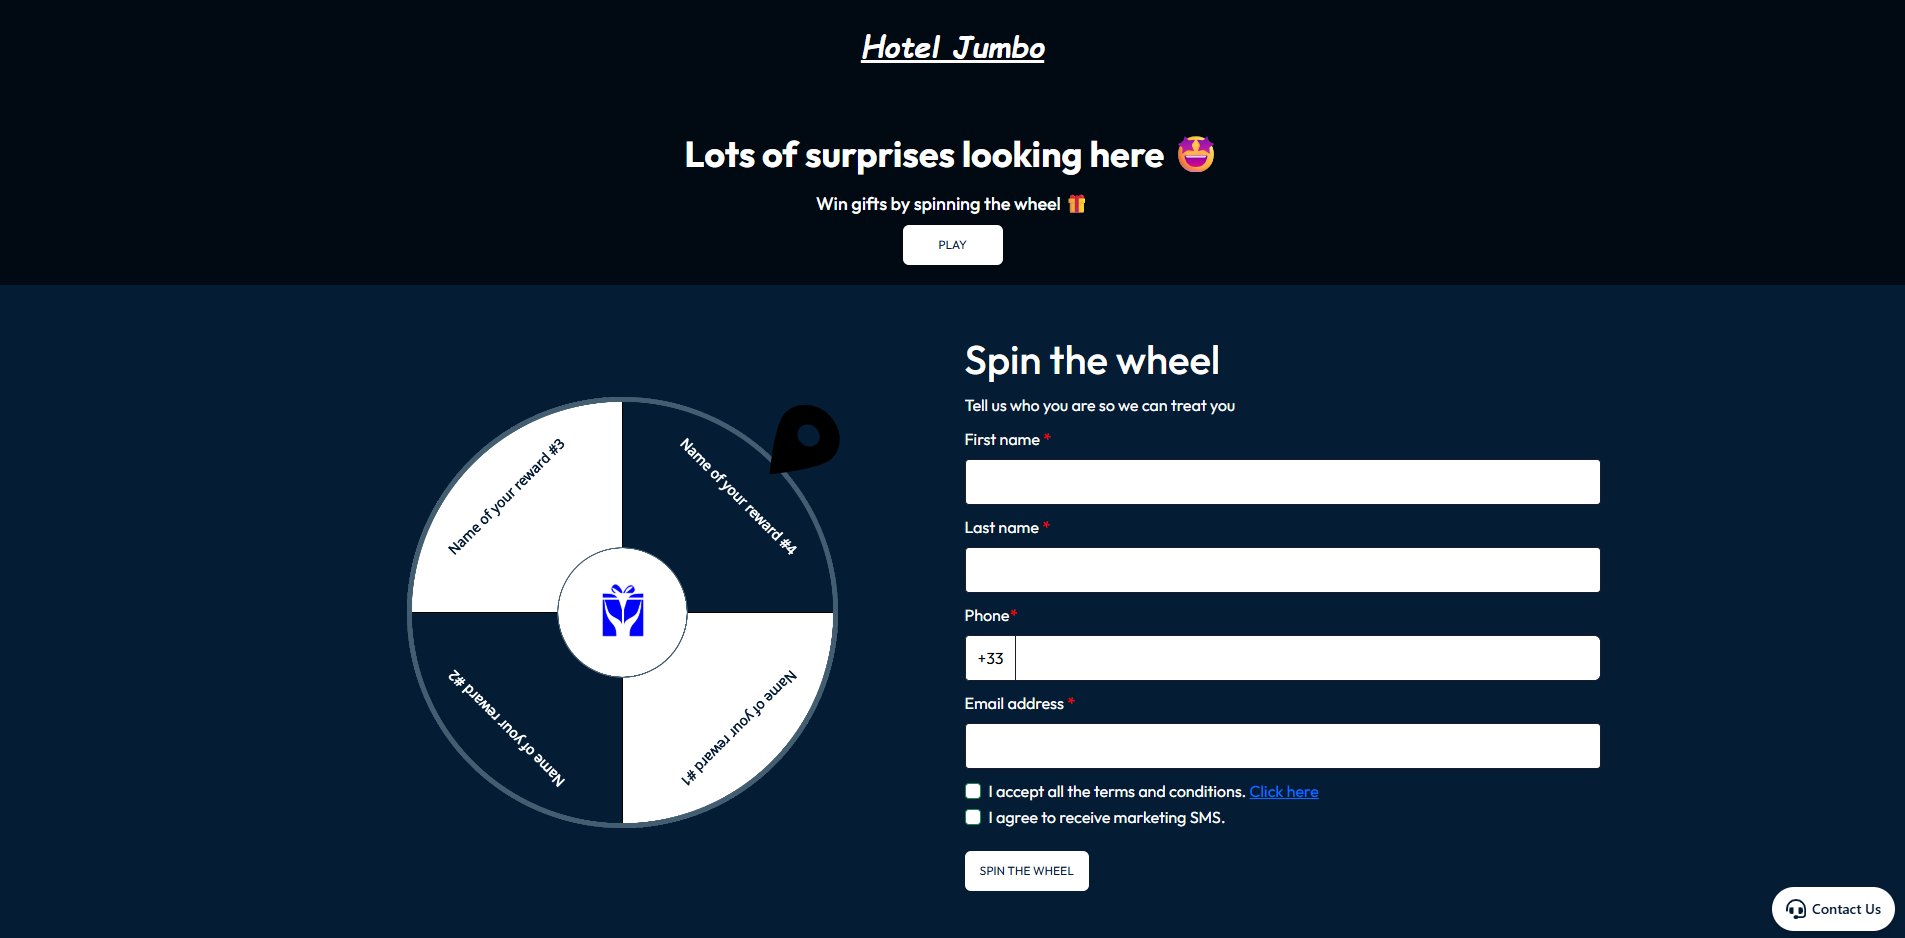 Hotel Jumbo
Lots of surprises looking here 🤩
Win gifts by spinning the wheel 🎁
PLAY
Name of your reward #3
Name of your reward #4
Name of your reward #2
Name of your reward #1
Spin the wheel
Tell us who you are so we can treat you
First name *
Last name *
Phone*
+33
Email address *
I accept all the terms and conditions. Click here
I agree to receive marketing SMS.
SPIN THE WHEEL
Contact Us